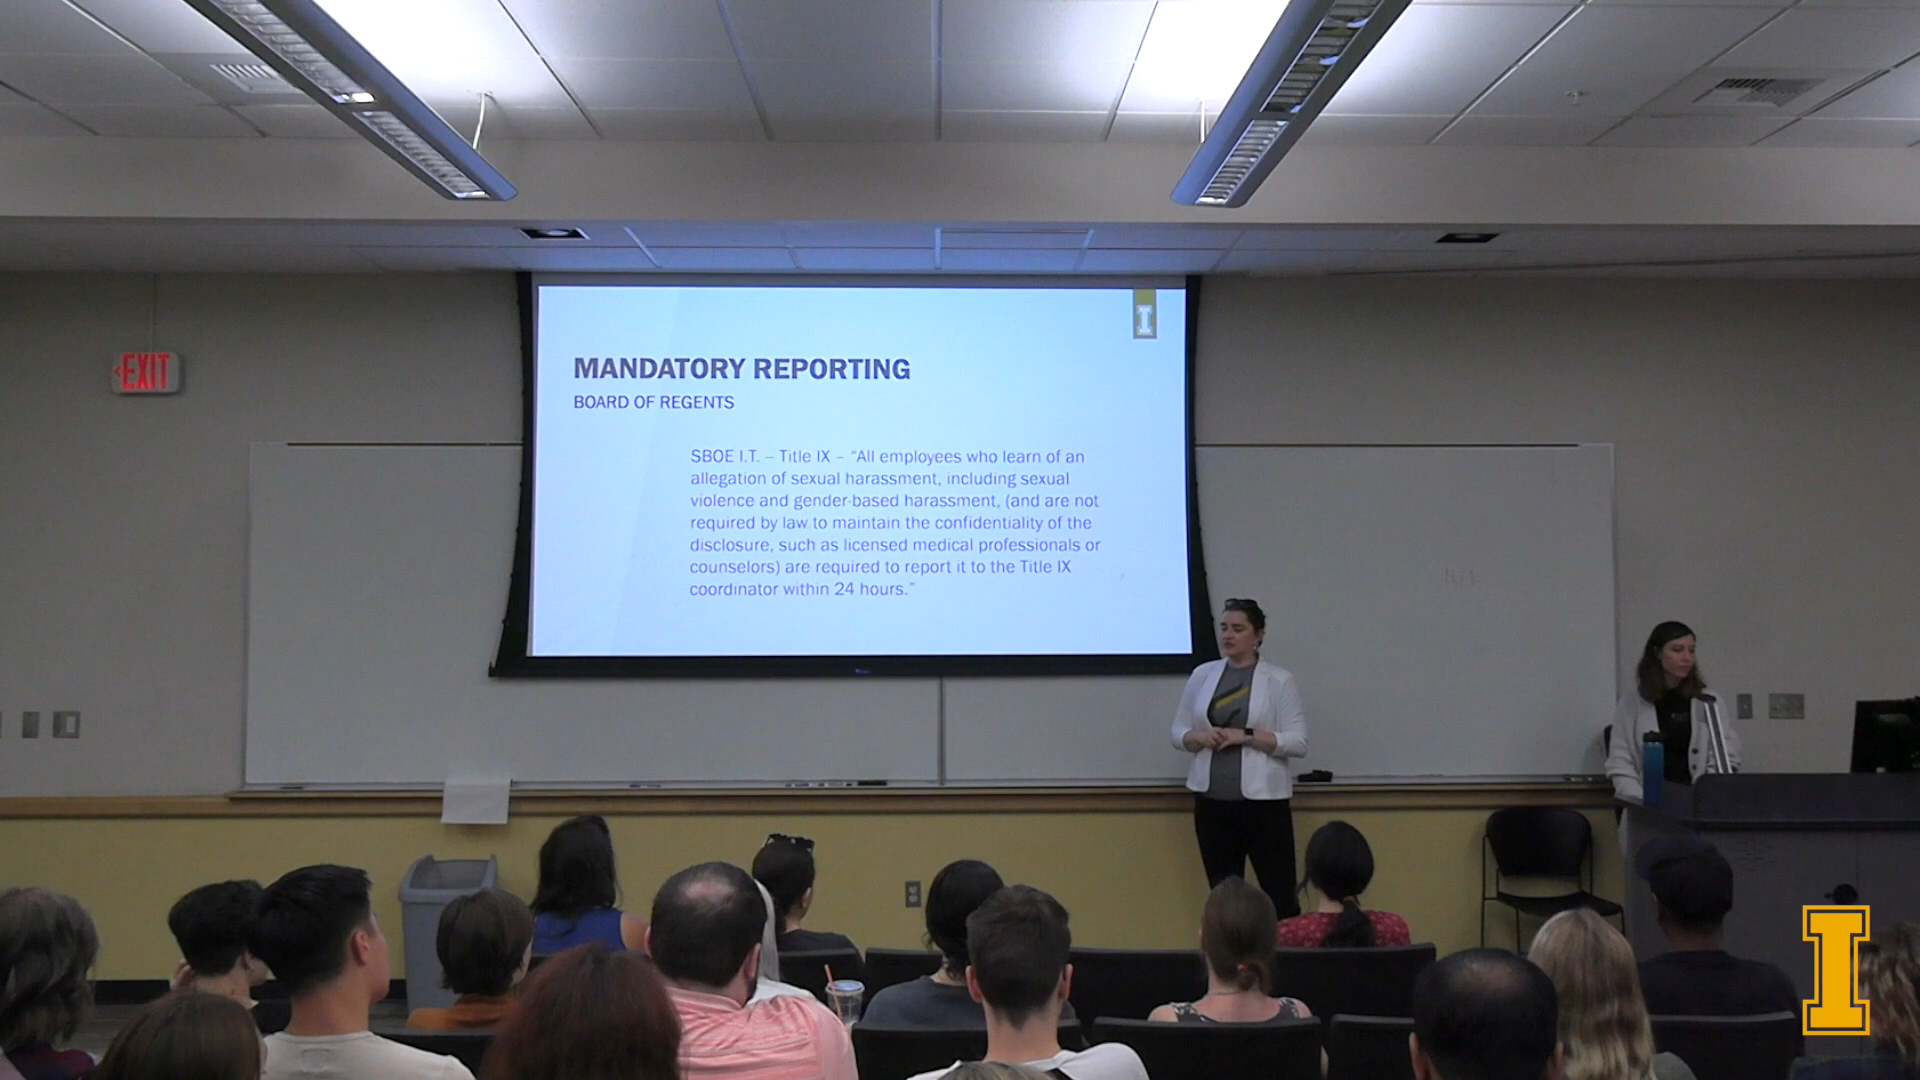 EXIT
I
MANDATORY REPORTING
BOARD OF REGENTS
SBOE I.T. – Title IX – “All employees who learn of an
allegation of sexual harassment, including sexual
violence and gender-based harassment, (and are not
required by law to maintain the confidentiality of the
disclosure, such as licensed medical professionals or
counselors) are required to report it to the Title IX
coordinator within 24 hours.”
I